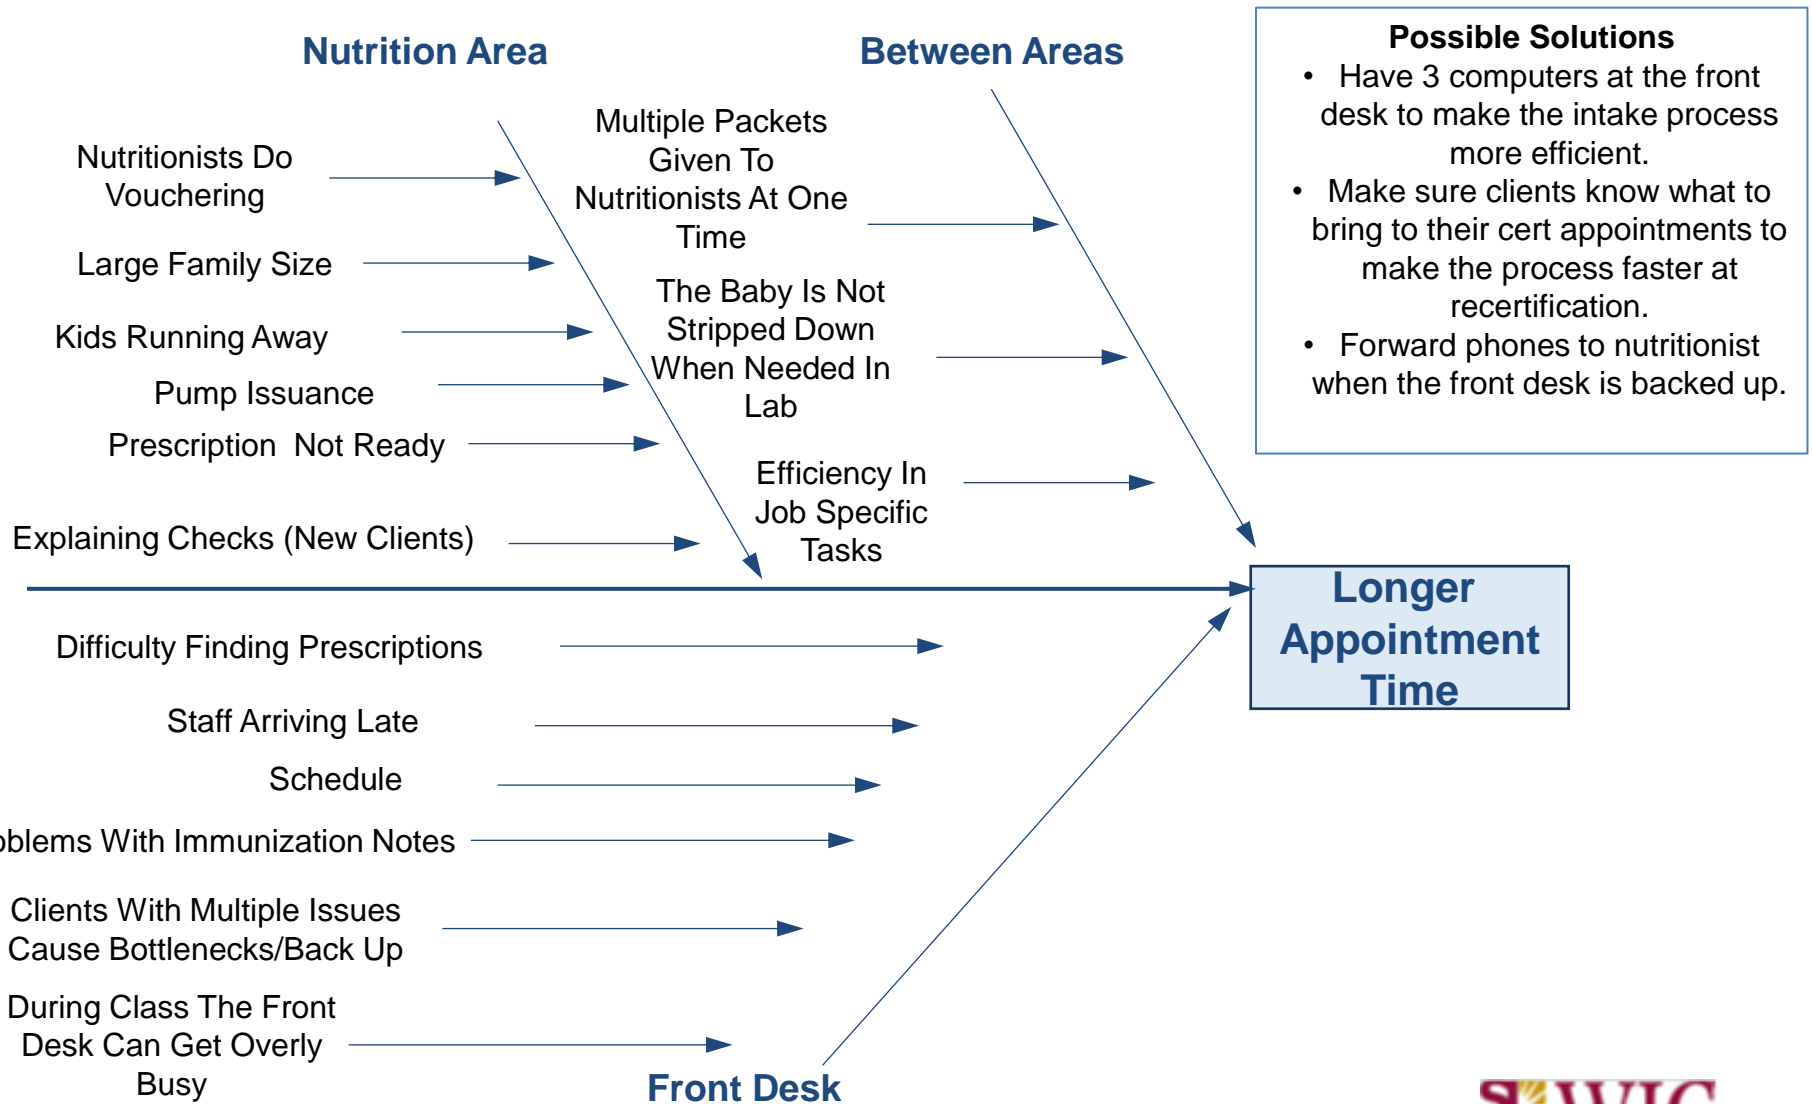 Nutrition Area
Nutritionists Do
Vouchering
Large Family Size
Kids Running Away
Pump Issuance
Prescription  Not Ready
Explaining Checks (New Clients)
Between Areas
Multiple Packets
Given To
Nutritionists At One
Time
The Baby Is Not
Stripped Down
When Needed In
Lab
Efficiency In
Job Specific
Tasks
Possible Solutions
• Have 3 computers at the front
desk to make the intake process
more efficient.
• Make sure clients know what to
bring to their cert appointments to
make the process faster at
recertification.
• Forward phones to nutritionist
when the front desk is backed up.
Longer
Appointment
Time
Difficulty Finding Prescriptions
Staff Arriving Late
Schedule
oblems With Immunization Notes
Clients With Multiple Issues
Cause Bottlenecks/Back Up
During Class The Front
Desk Can Get Overly
Busy
Front Desk
WIC